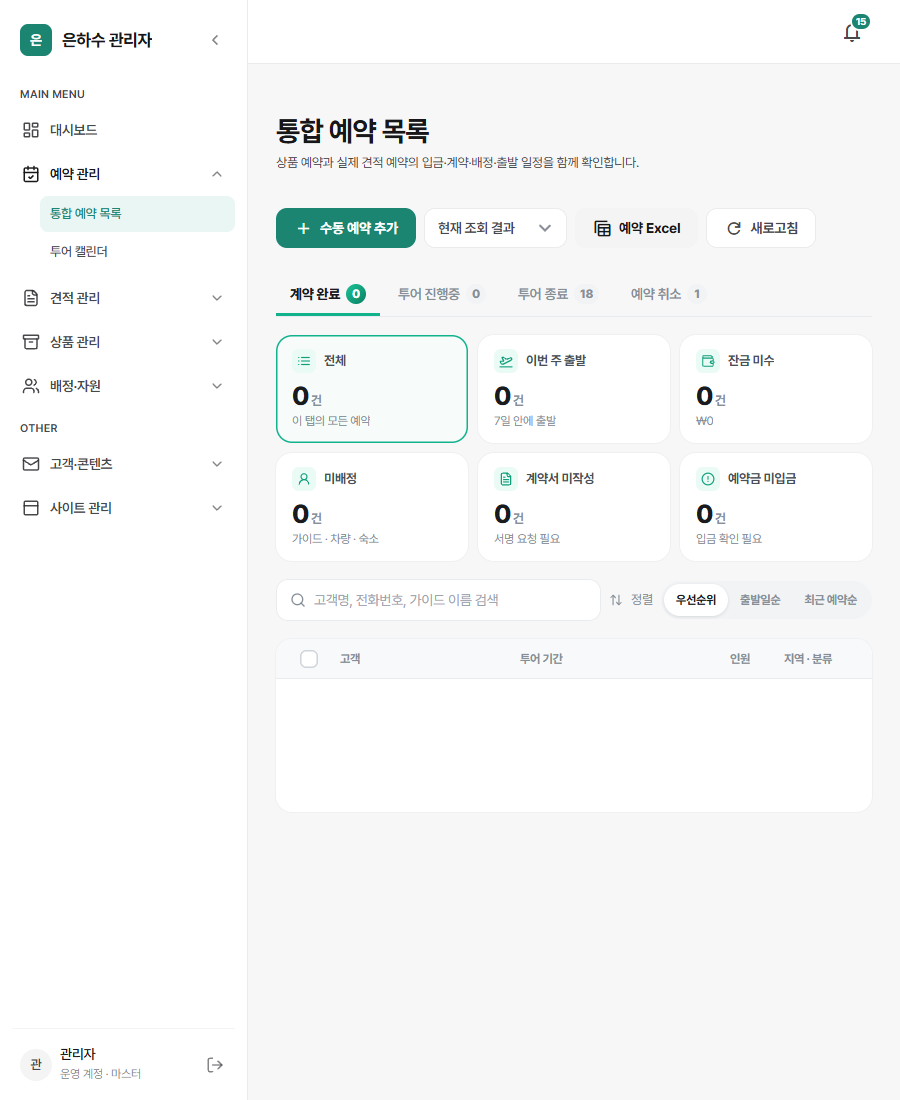 은 은하수 관리자
15
MAIN MENU
대시보드
예약 관리
통합 예약 목록
투어 캘린더
견적 관리
상품 관리
배정·자원
OTHER
고객·콘텐츠
사이트 관리
관 관리자
운영 계정 · 마스터
통합 예약 목록
상품 예약과 실제 견적 예약의 입금·계약·배정·출발 일정을 함께 확인합니다.
수동 예약 추가 현재 조회 결과 예약 Excel 새로고침
계약 완료 0 투어 진행중 0 투어 종료 18 예약 취소 1
전체
0건
이 탭의 모든 예약
이번 주 출발
0건
7일 안에 출발
잔금 미수
0건
₩0
미배정
0건
가이드 · 차량 · 숙소
계약서 미작성
0건
서명 요청 필요
예약금 미입금
0건
입금 확인 필요
고객명, 전화번호, 가이드 이름 검색 정렬 우선순위 출발일순 최근 예약순
고객 투어 기간 인원 지역 · 분류